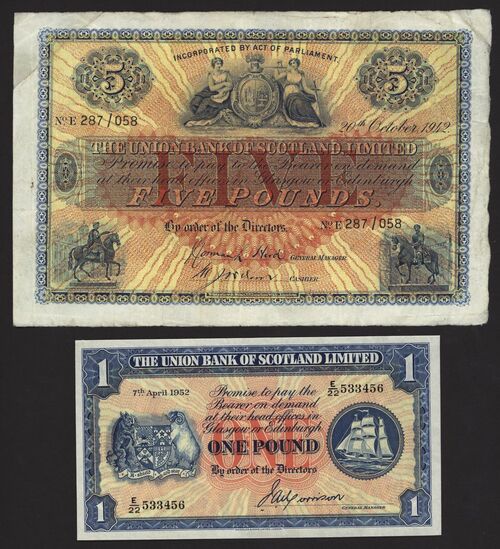 INCORPORATED BY ACT OF PARLIAMENT.
5 5
No E 287/058
20th October 1942
THE UNION BANK OF SCOTLAND, LIMITED
Promise to pay to the Bearer on demand
at their head offices in Glasgow or Edinburgh
FIVE
FIVE POUNDS.
By order of the Directors.
No E 287/058
GENERAL MANAGER
CASHIER
THE UNION BANK OF SCOTLAND LIMITED
1 1
7th April 1952
E/22 533456
Promise to pay the
Bearer on demand
at their head offices in
Glasgow or Edinburgh
ONE
ONE POUND
By order of the Directors
E/22 533456
GENERAL MANAGER
1 1